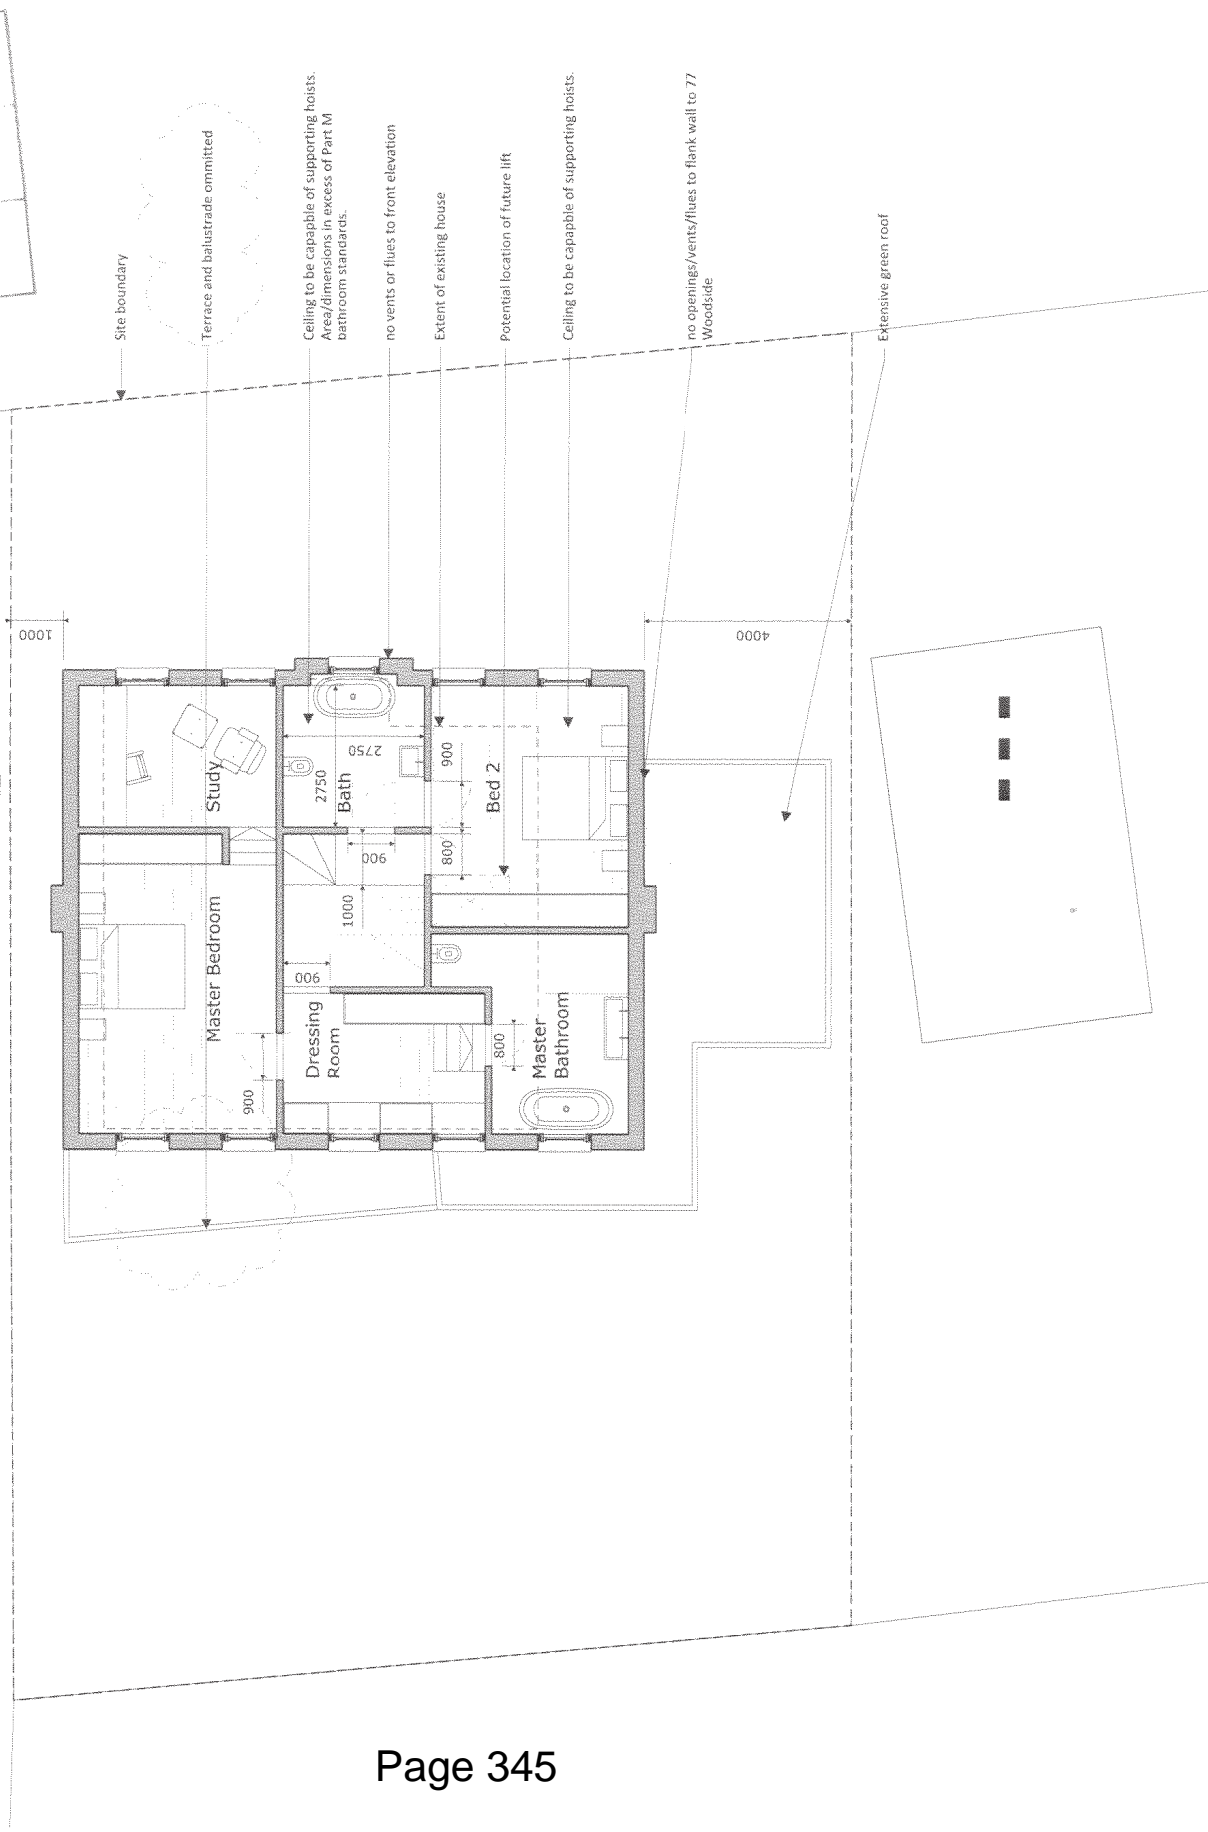 Site boundary
Terrace and balustrade ommitted
Ceiling to be capapble of supporting hoists.
Area/dimensions in excess of Part M
bathroom standards.
no vents or flues to front elevation
Extent of existing house
Potential location of future lift
Ceiling to be capapble of supporting hoists.
no openings/vents/flues to flank wall to 77
Woodside
Extensive green roof
1000
4000
Study
2750
2750
Bath
900
Bed 2
900
800
1000
Master Bedroom
900
Dressing
Room
800
Master
Bathroom
900
Page 345